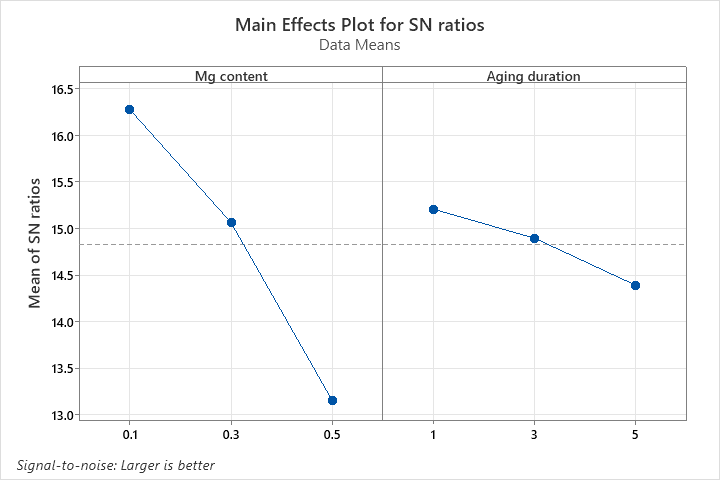 Main Effects Plot for SN ratios
Data Means
Mg content
Aging duration
Mean of SN ratios
16.5
16.0
15.5
15.0
14.5
14.0
13.5
13.0
0.1
0.3
0.5
1
3
5
Signal-to-noise: Larger is better